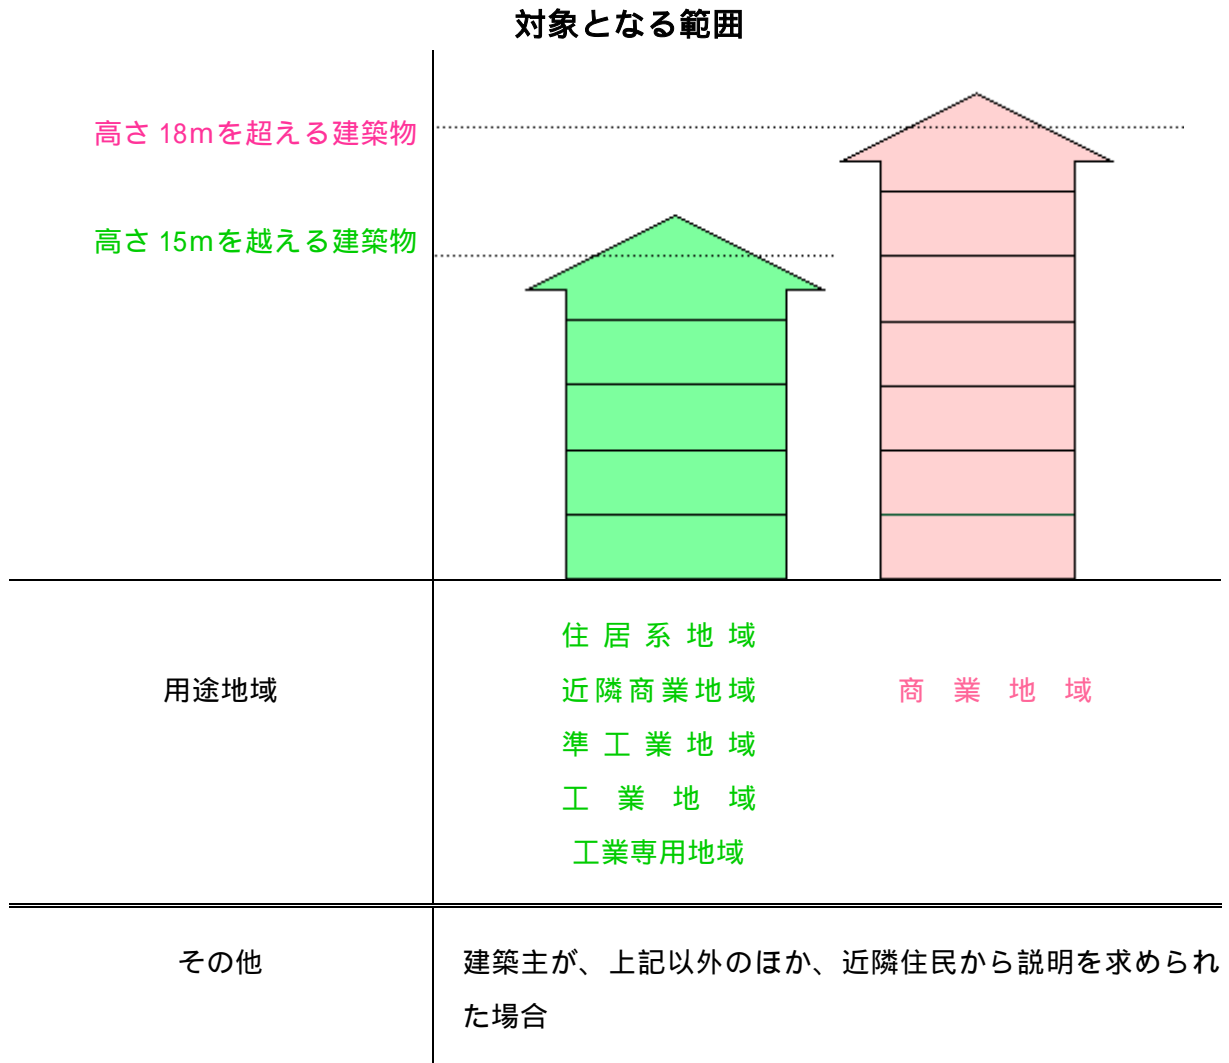 対象となる範囲
高さ18mを超える建築物
高さ15mを越える建築物
住居系地域
用途地域
近隣商業地域
商業地域
準工業地域
工業地域
工業専用地域
その他
建築主が、上記以外のほか、近隣住民から説明を求められ
た場合